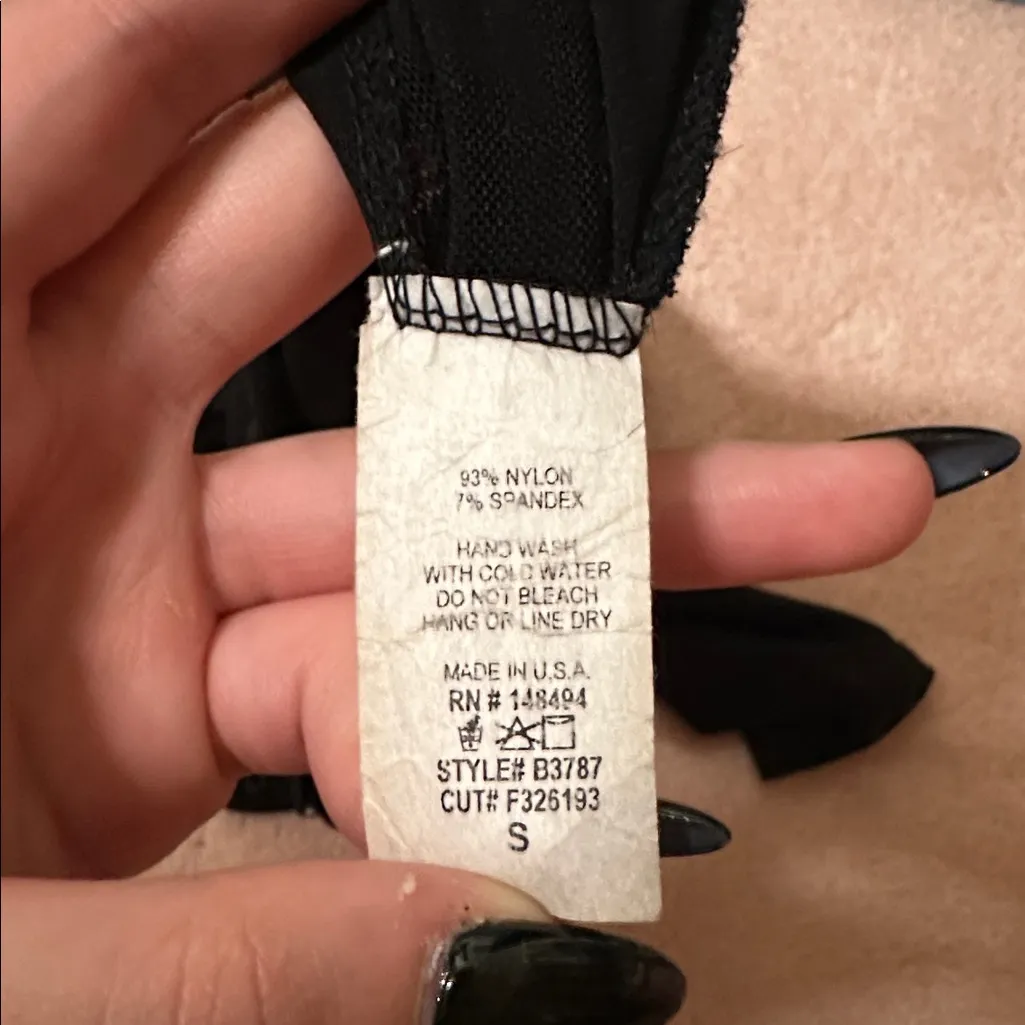 93% NYLON
7% SPANDEX
HAND WASH
WITH COLD WATER
DO NOT BLEACH
HANG OR LINE DRY
MADE IN U.S.A.
RN # 148494
STYLE# B3787
CUT# F326193
S